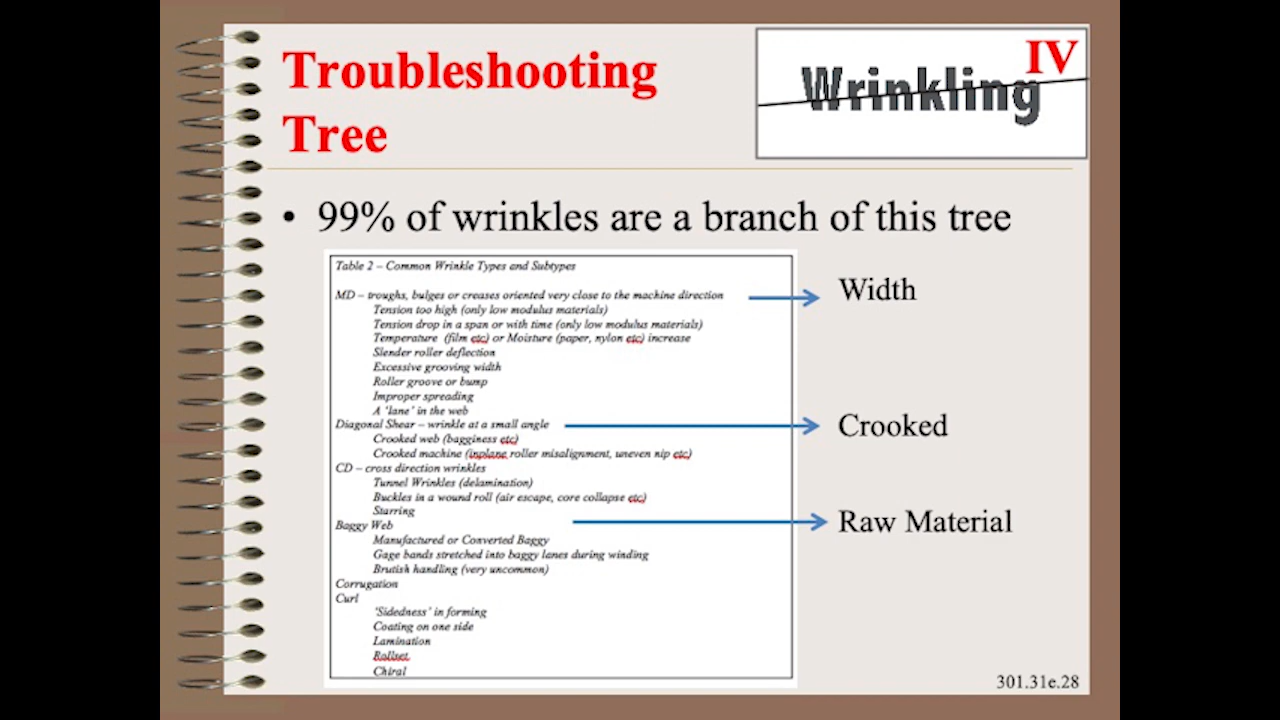 Troubleshooting
Tree
IV
Wrinkling
• 99% of wrinkles are a branch of this tree
Table 2 – Common Wrinkle Types and Subtypes
MD – troughs, bulges or creases oriented very close to the machine direction
Width
Tension too high (only low modulus materials)
Tension drop in a span or with time (only low modulus materials)
Temperature (film etc) or Moisture (paper, nylon etc) increase
Slender roller deflection
Excessive grooving width
Roller groove or bump
Improper spreading
A 'lane' in the web
Diagonal Shear – wrinkle at a small angle
Crooked
Crooked web (bagginess etc)
Crooked machine (inplane roller misalignment, uneven nip etc)
CD – cross direction wrinkles
Tunnel Wrinkles (delamination)
Buckles in a wound roll (air escape, core collapse etc)
Starring
Baggy Web
Raw Material
Manufactured or Converted Baggy
Gage bands stretched into baggy lanes during winding
Brutish handling (very uncommon)
Corrugation
Curl
'Sidedness' in forming
Coating on one side
Lamination
Rollset
Chiral
301.31e.28